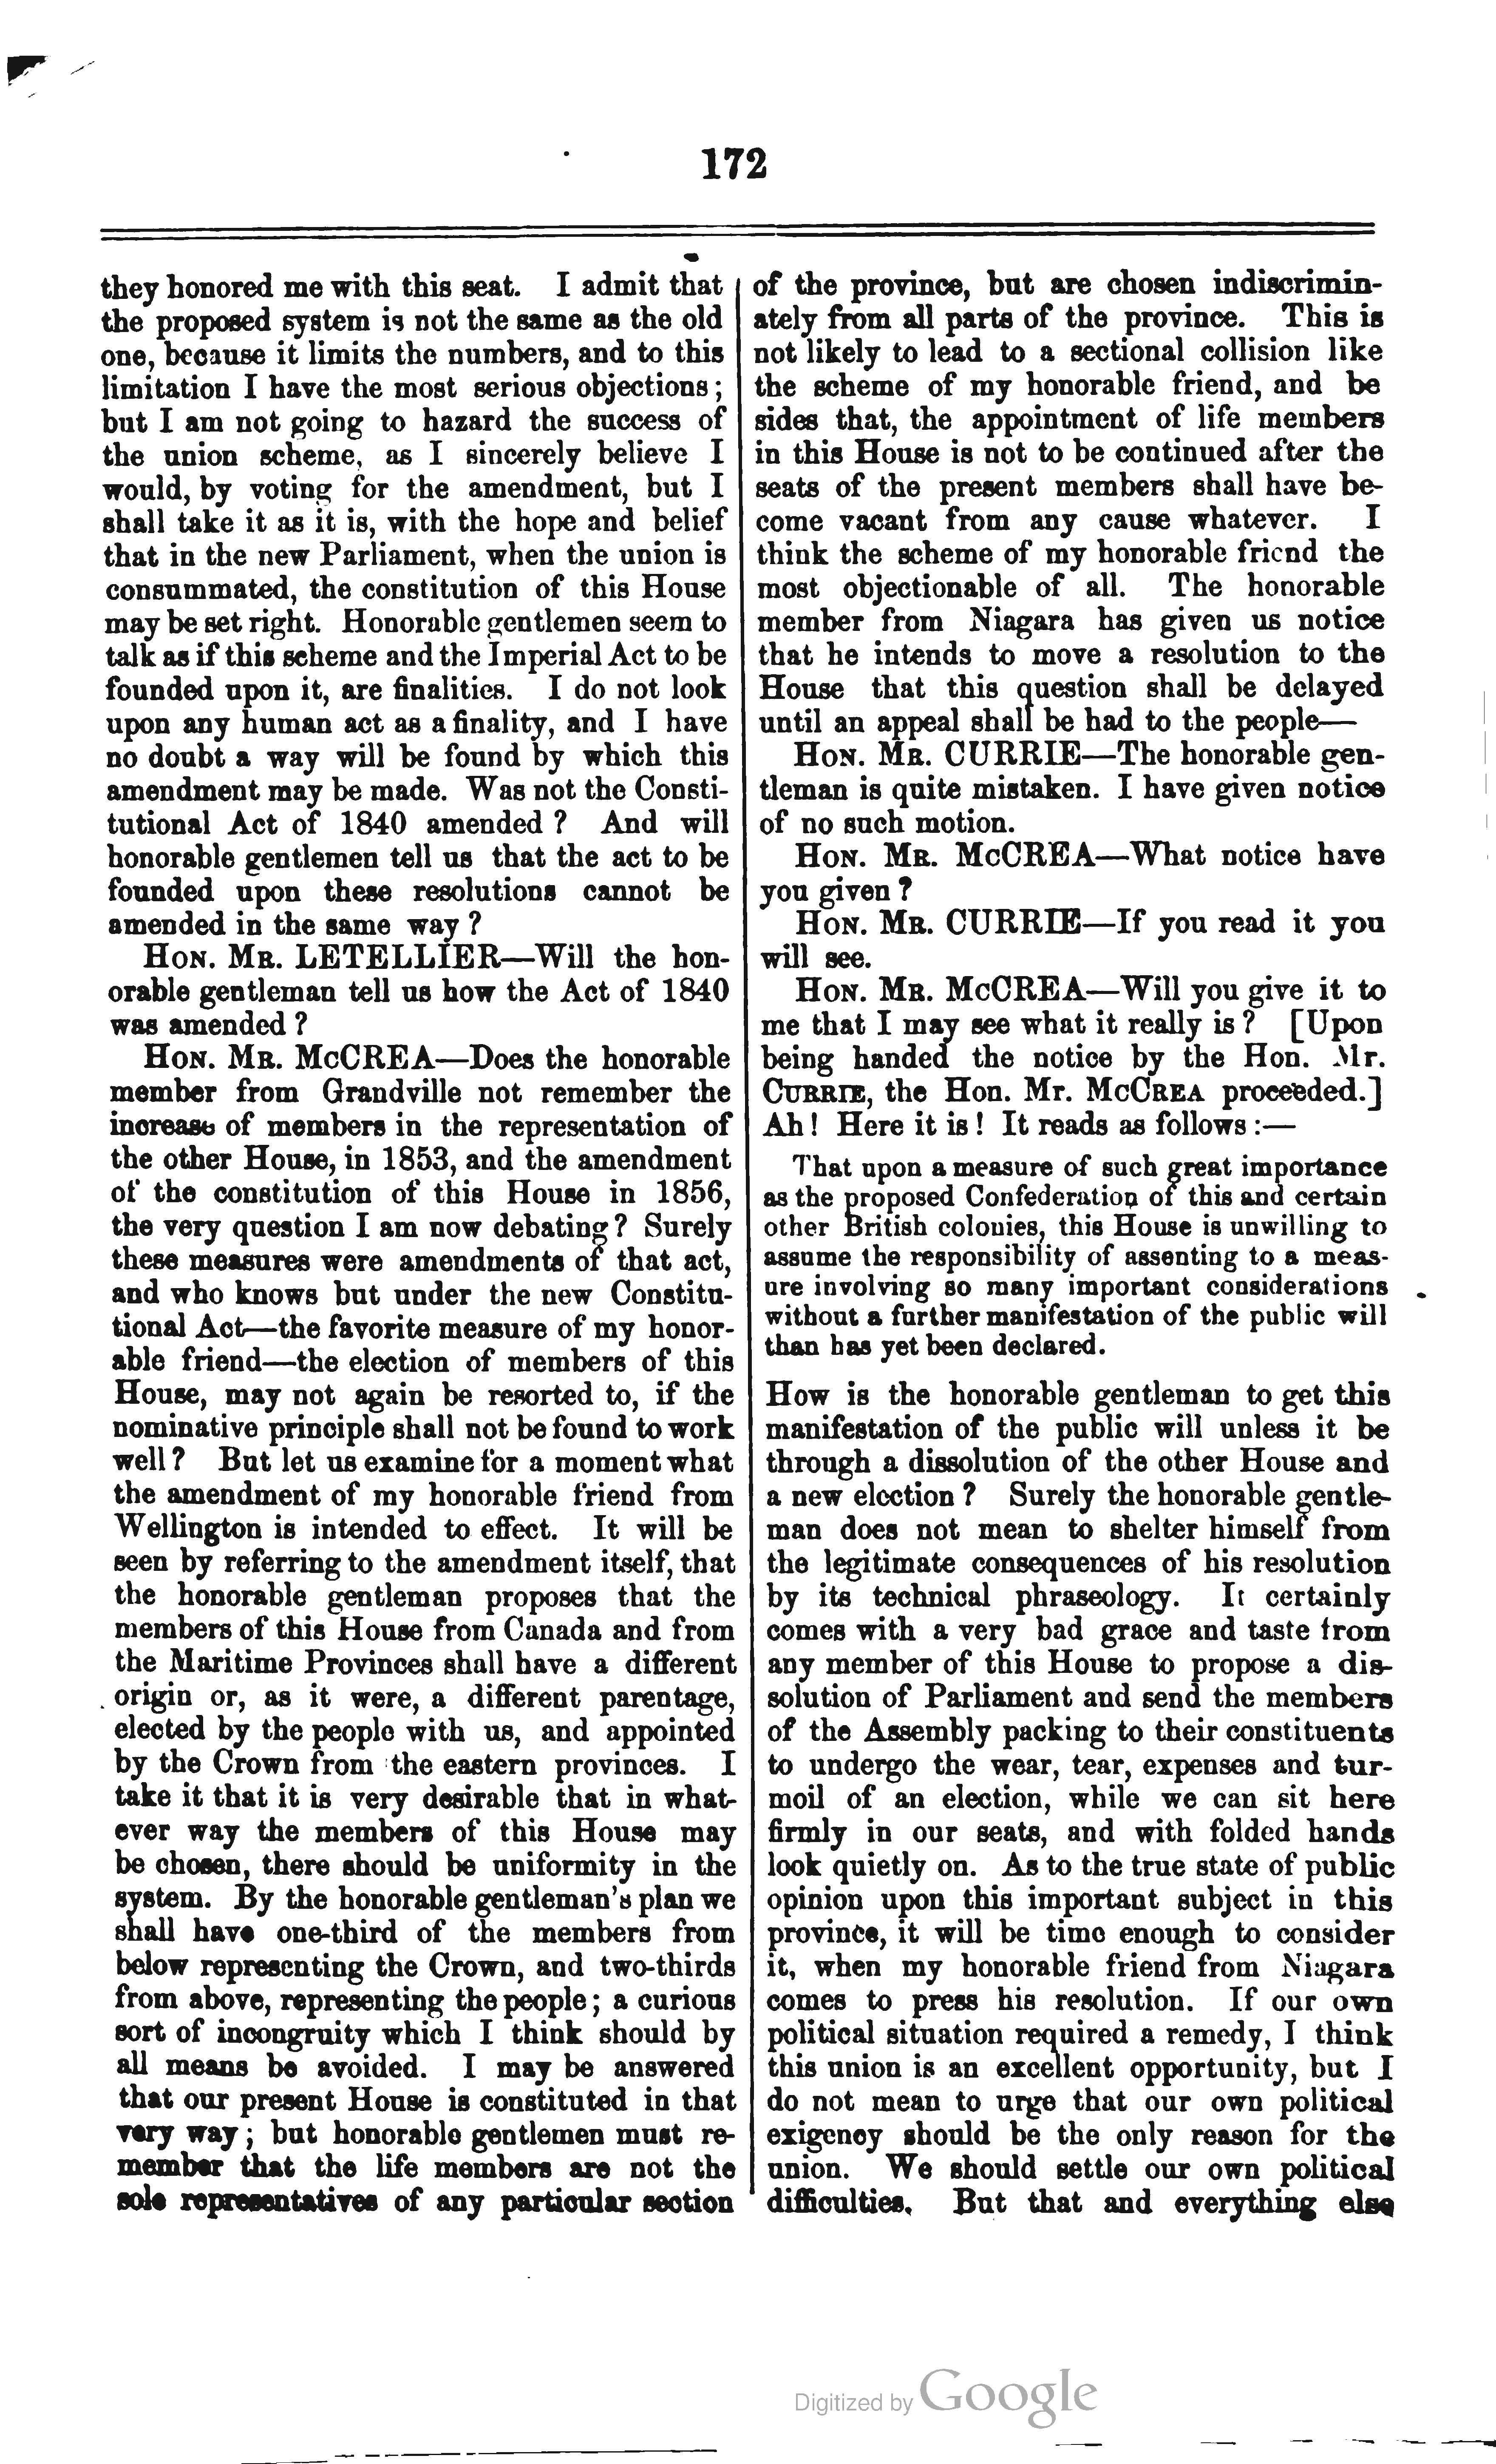 172
they honored me with this seat. I admit that
the proposed system is not the same as the old
one, because it limits the numbers, and to this
limitation I have the most serious objections;
but I am not going to hazard the success of
the union scheme, as I sincerely believe I
would, by voting for the amendment, but I
shall take it as it is, with the hope and belief
that in the new Parliament, when the union is
consummated, the constitution of this House
may be set right. Honorable gentlemen seem to
talk as if this scheme and the Imperial Act to be
founded upon it, are finalities. I do not look
upon any human act as a finality, and I have
no doubt a way will be found by which this
amendment may be made. Was not the Consti-
tutional Act of 1840 amended? And will
honorable gentlemen tell us that the act to be
founded upon these resolutions cannot be
amended in the same way?
HON. MR. LETELLIER—Will the hon-
orable gentleman tell us how the Act of 1840
was amended?
HON. MR. McCREA—Does the honorable
member from Grandville not remember the
increase of members in the representation of
the other House, in 1853, and the amendment
of the constitution of this House in 1856,
the very question I am now debating? Surely
these measures were amendments of that act,
and who knows but under the new Constitu-
tional Act—the favorite measure of my honor-
able friend—the election of members of this
House, may not again be resorted to, if the
nominative principle shall not be found to work
well? But let us examine for a moment what
the amendment of my honorable friend from
Wellington is intended to effect. It will be
seen by referring to the amendment itself, that
the honorable gentleman proposes that the
members of this House from Canada and from
the Maritime Provinces shall have a different
origin or, as it were, a different parentage,
elected by the people with us, and appointed
by the Crown from the eastern provinces. I
take it that it is very desirable that in what-
ever way the members of this House may
be chosen, there should be uniformity in the
system. By the honorable gentleman's plan we
shall have one-third of the members from
below representing the Crown, and two-thirds
from above, representing the people; a curious
sort of incongruity which I think should by
all means be avoided. I may be answered
that our present House is constituted in that
very way; but honorable gentlemen must re-
member that the life members are not the
sole representatives of any particular section
of the province, but are chosen indiscrimin-
ately from all parts of the province. This is
not likely to lead to a sectional collision like
the scheme of my honorable friend, and be
sides that, the appointment of life members
in this House is not to be continued after the
seats of the present members shall have be-
come vacant from any cause whatever. I
think the scheme of my honorable friend the
most objectionable of all. The honorable
member from Niagara has given us notice
that he intends to move a resolution to the
House that this question shall be delayed
until an appeal shall be had to the people—
HON. MR. CURRIE—The honorable gen-
tleman is quite mistaken. I have given notice
of no such motion.
HON. MR. McCREA—What notice have
you given?
HON. MR. CURRIE—If you read it you
will see.
HON. MR. McCREA—Will you give it to
me that I may see what it really is? [Upon
being handed the notice by the Hon. Mr.
CURRIE, the Hon. Mr. McCREA proceeded.]
Ah! Here it is! It reads as follows:—
That upon a measure of such great importance
as the proposed Confederation of this and certain
other British colonies, this House is unwilling to
assume the responsibility of assenting to a meas-
ure involving so many important considerations
without a further manifestation of the public will
than has yet been declared.
How is the honorable gentleman to get this
manifestation of the public will unless it be
through a dissolution of the other House and
a new election? Surely the honorable gentle-
man does not mean to shelter himself from
the legitimate consequences of his resolution
by its technical phraseology. It certainly
comes with a very bad grace and taste from
any member of this House to propose a dis-
solution of Parliament and send the members
of the Assembly packing to their constituents
to undergo the wear, tear, expenses and tur-
moil of an election, while we can sit here
firmly in our seats, and with folded hands
look quietly on. As to the true state of public
opinion upon this important subject in this
province, it will be time enough to consider
it, when my honorable friend from Niagara
comes to press his resolution. If our own
political situation required a remedy, I think
this union is an excellent opportunity, but I
do not mean to urge that our own political
exigency should be the only reason for the
union. We should settle our own political
difficulties. But that and everything else
Digitized by Google